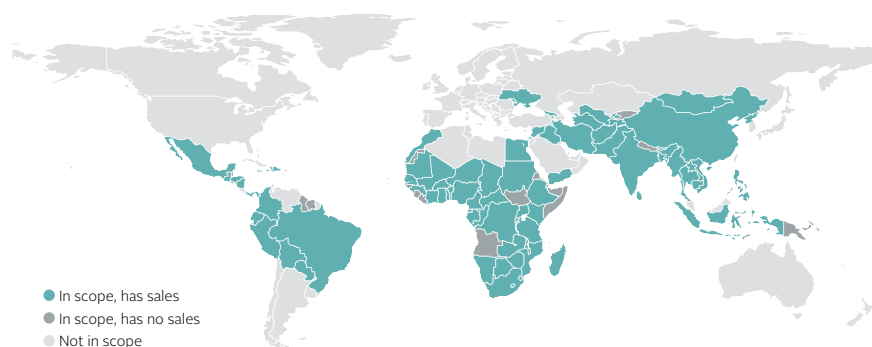 In scope, has sales
In scope, has no sales
Not in scope